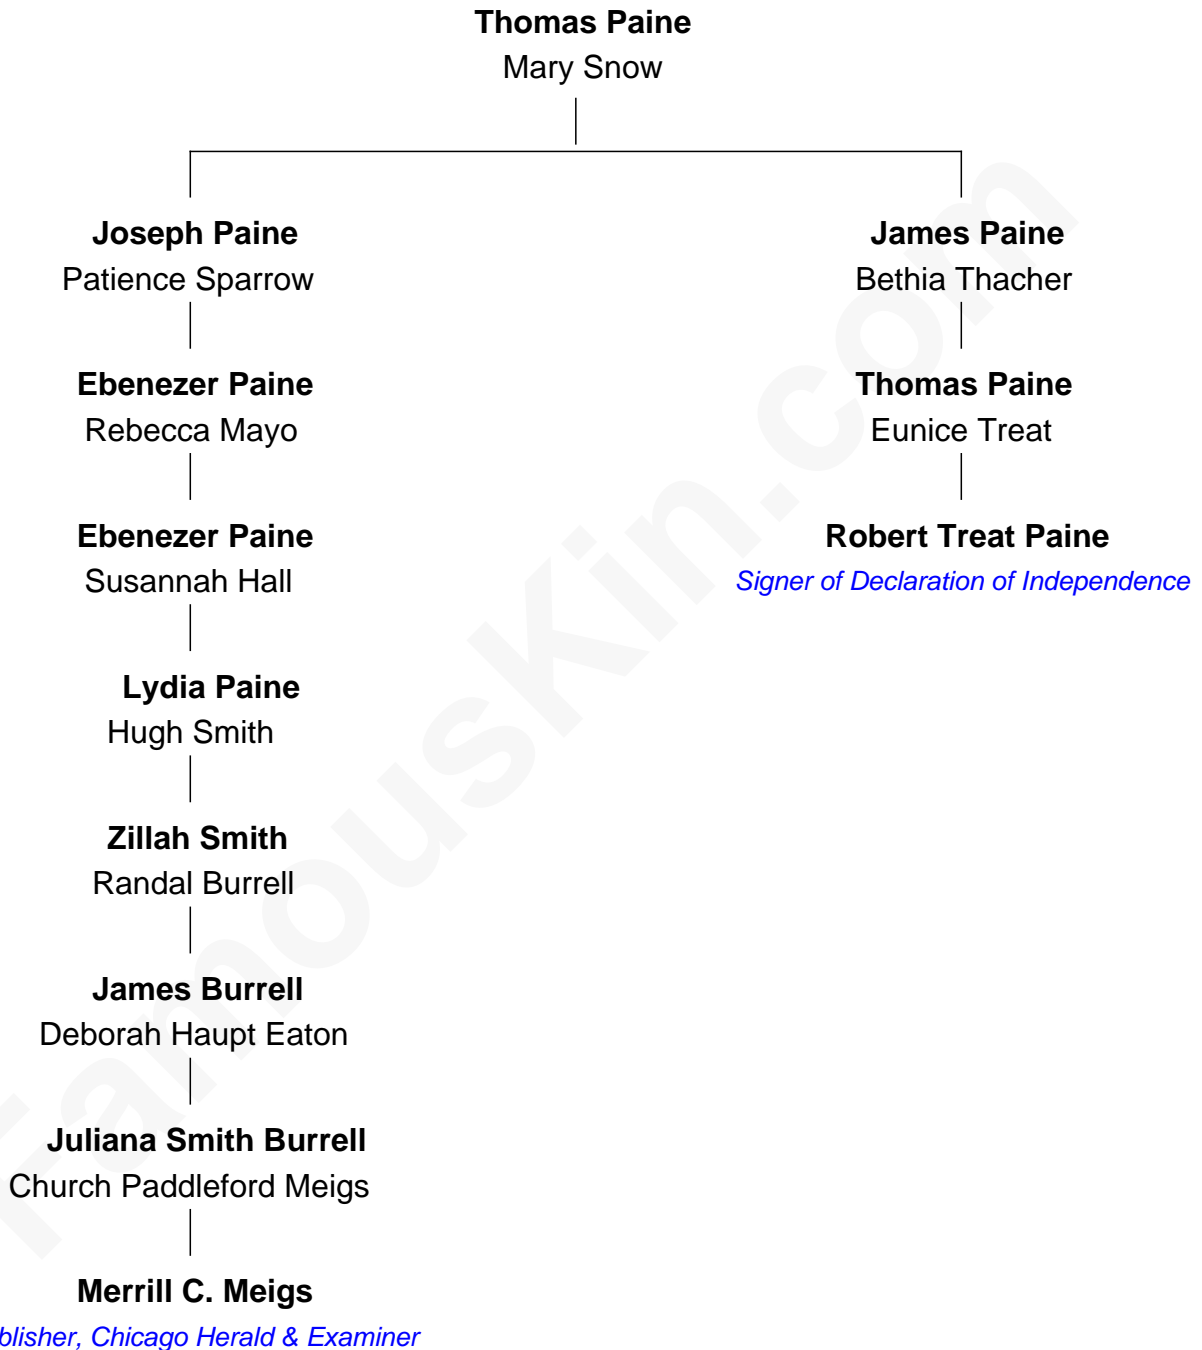 Thomas Paine
Mary Snow
Joseph Paine
Patience Sparrow
James Paine
Bethia Thacher
Ebenezer Paine
Rebecca Mayo
Thomas Paine
Eunice Treat
Ebenezer Paine
Susannah Hall
Robert Treat Paine
Signer of Declaration of Independence
Lydia Paine
Hugh Smith
Zillah Smith
Randal Burrell
James Burrell
Deborah Haupt Eaton
Juliana Smith Burrell
Church Paddleford Meigs
Merrill C. Meigs
blisher, Chicago Herald & Examiner
FamousKin.com